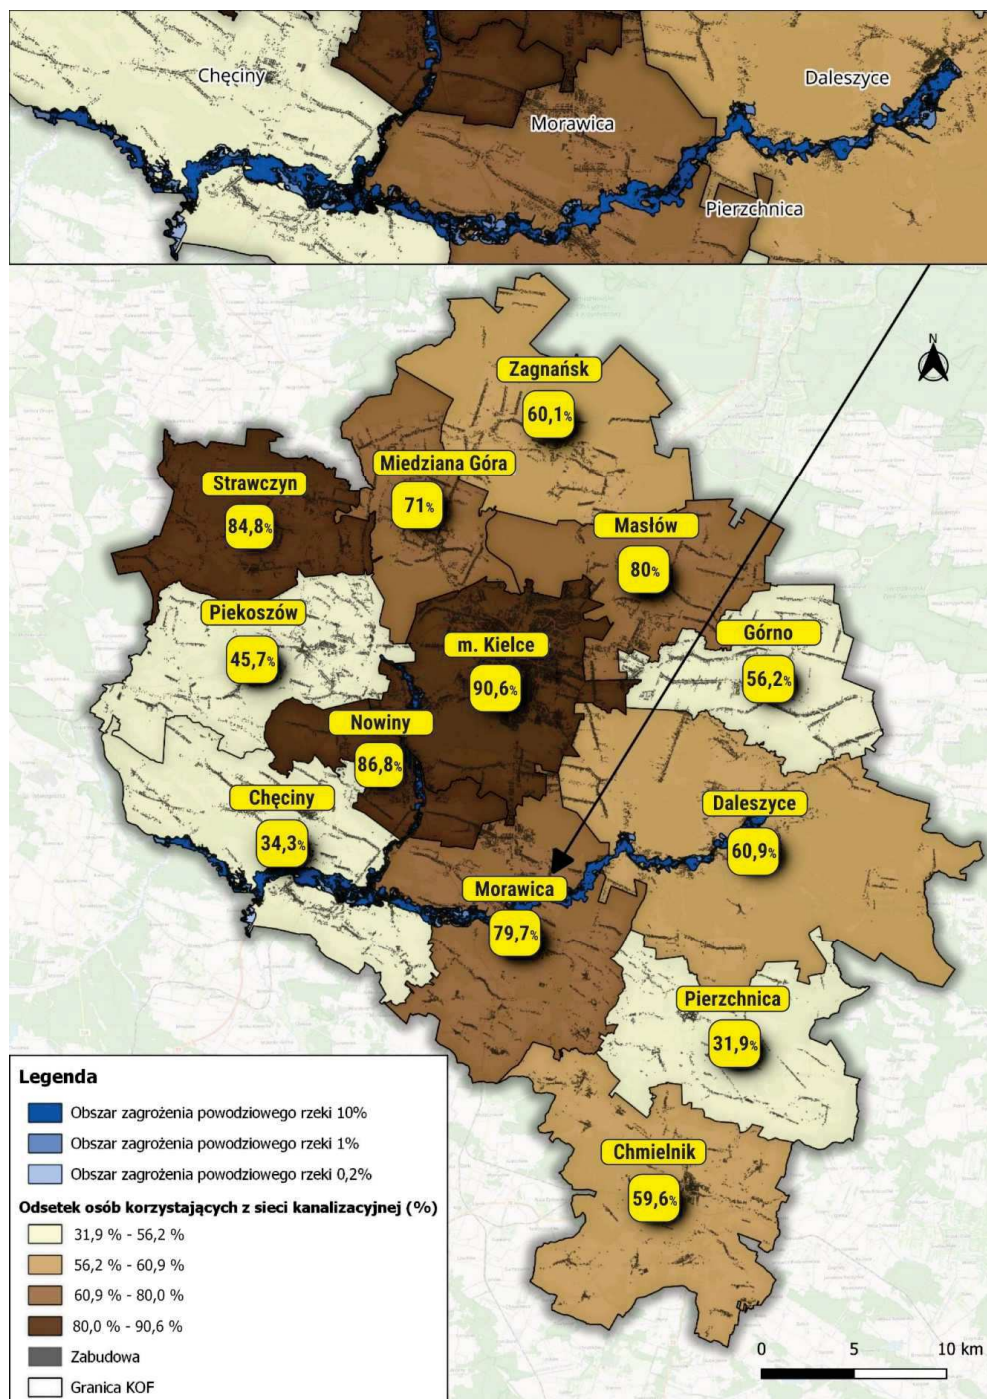 Chęciny
Daleszyce
Morawica
Pierzchnica
N
Zagnańsk
60,1%
Miedziana Góra
71%
Strawczyn
84,8%
Masłów
80%
Piekoszów
45,7%
m. Kielce
90,6%
Górno
56,2%
Nowiny
86,8%
Chęciny
34,3%
Daleszyce
60,9%
Morawica
79,7%
Pierzchnica
31,9%
Chmielnik
59,6%
Legenda
Obszar zagrożenia powodziowego rzeki 10%
Obszar zagrożenia powodziowego rzeki 1%
Obszar zagrożenia powodziowego rzeki 0,2%
Odsetek osób korzystających z sieci kanalizacyjnej (%)
31,9 % - 56,2 %
56,2 % - 60,9 %
60,9 % - 80,0 %
80,0 % - 90,6 %
Zabudowa
Granica KOF
0 5 10 km